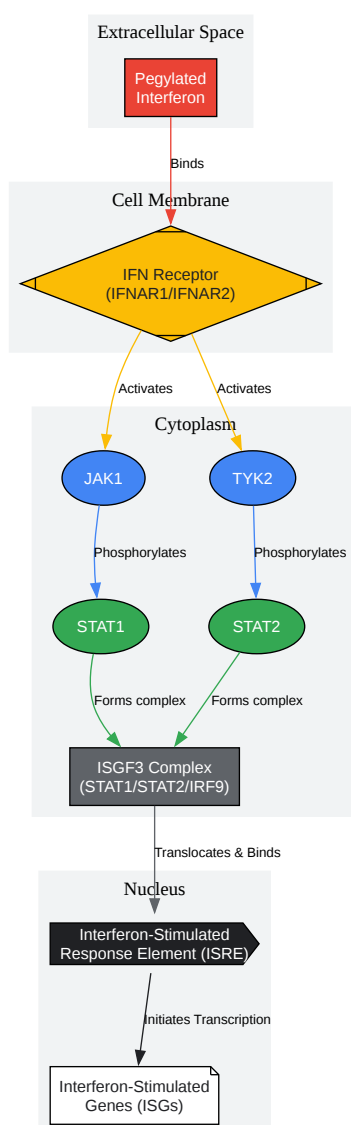 Extracellular Space
Pegylated
Interferon
Binds
Cell Membrane
IFN Receptor
(IFNAR1/IFNAR2)
Activates
Activates
Cytoplasm
JAK1
TYK2
Phosphorylates
Phosphorylates
STAT1
STAT2
Forms complex
Forms complex
ISGF3 Complex
(STAT1/STAT2/IRF9)
Translocates & Binds
Nucleus
Interferon-Stimulated
Response Element (ISRE)
Initiates Transcription
Interferon-Stimulated
Genes (ISGs)